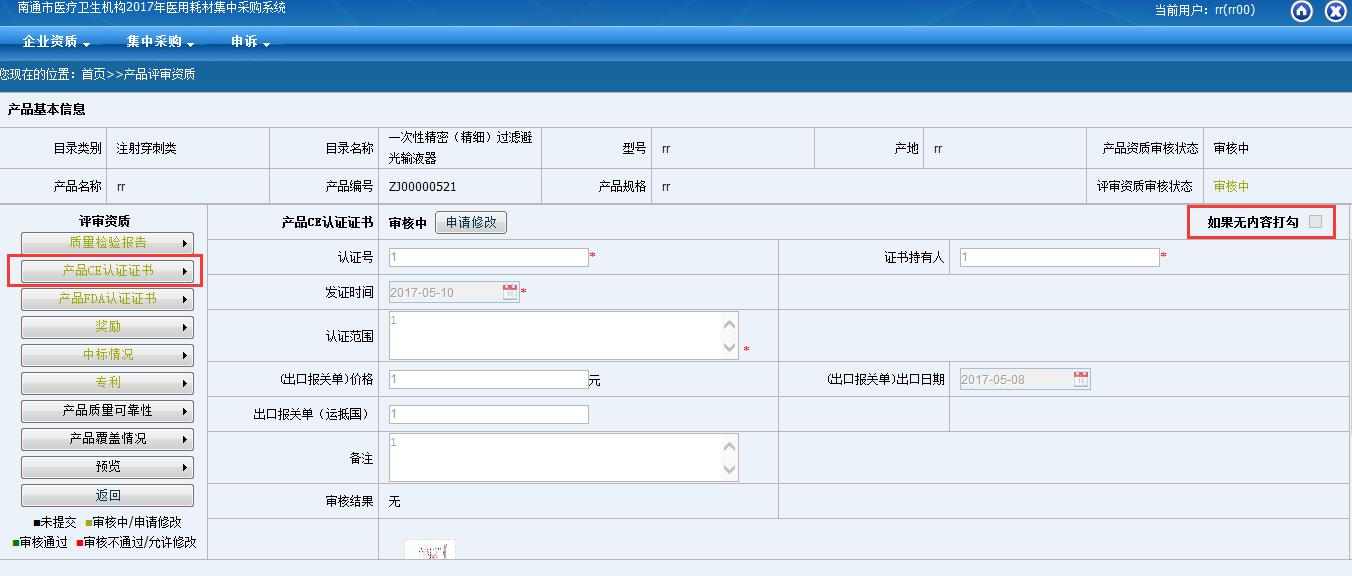 南通市医疗卫生机构2017年医用耗材集中采购系统
当前用户：rr(rr00)
企业资质 集中采购 申诉
您现在的位置：首页>>产品评审资质
产品基本信息
目录类别 注射穿刺类 目录名称 一次性精密（精细）过滤避
光输液器 型号 rr 产地 rr 产品资质审核状态 审核中
产品名称 rr 产品编号 ZJ00000521 产品规格 rr 评审资质审核状态 审核中
评审资质
质量检验报告
产品CE认证证书
产品FDA认证证书
奖励
中标情况
专利
产品质量可靠性
产品覆盖情况
预览
返回
■未提交 ■审核中/申请修改
■审核通过 ■审核不通过/允许修改
产品CE认证证书 审核中 申请修改 如果无内容打勾
认证号 1 * 证书持有人 1 *
发证时间 2017-05-10 *
认证范围 1 *
(出口报关单)价格 1 元 (出口报关单)出口日期 2017-05-08
出口报关单（运抵国） 1
备注 1
审核结果 无